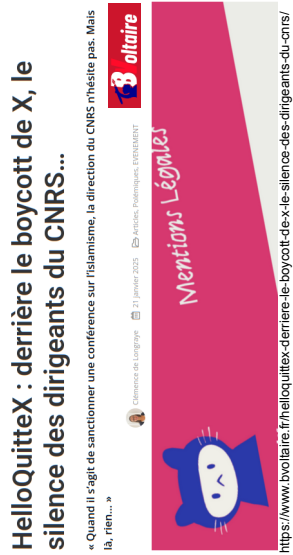 HelloQuitteX : derrière le boycott de X, le
silence des dirigeants du CNRS...
« Quand il s'agit de sanctionner une conférence sur l'islamisme, la direction du CNRS n'hésite pas. Mais
là, rien... »
Clémence de Longraye 21 janvier 2025 Articles, Polémiques, EVENEMENT
B Voltaire
Mentions Légales
https://www.bvoltaire.fr/helloquittex-derriere-le-boycott-de-x-le-silence-des-dirigeants-du-cnrs/